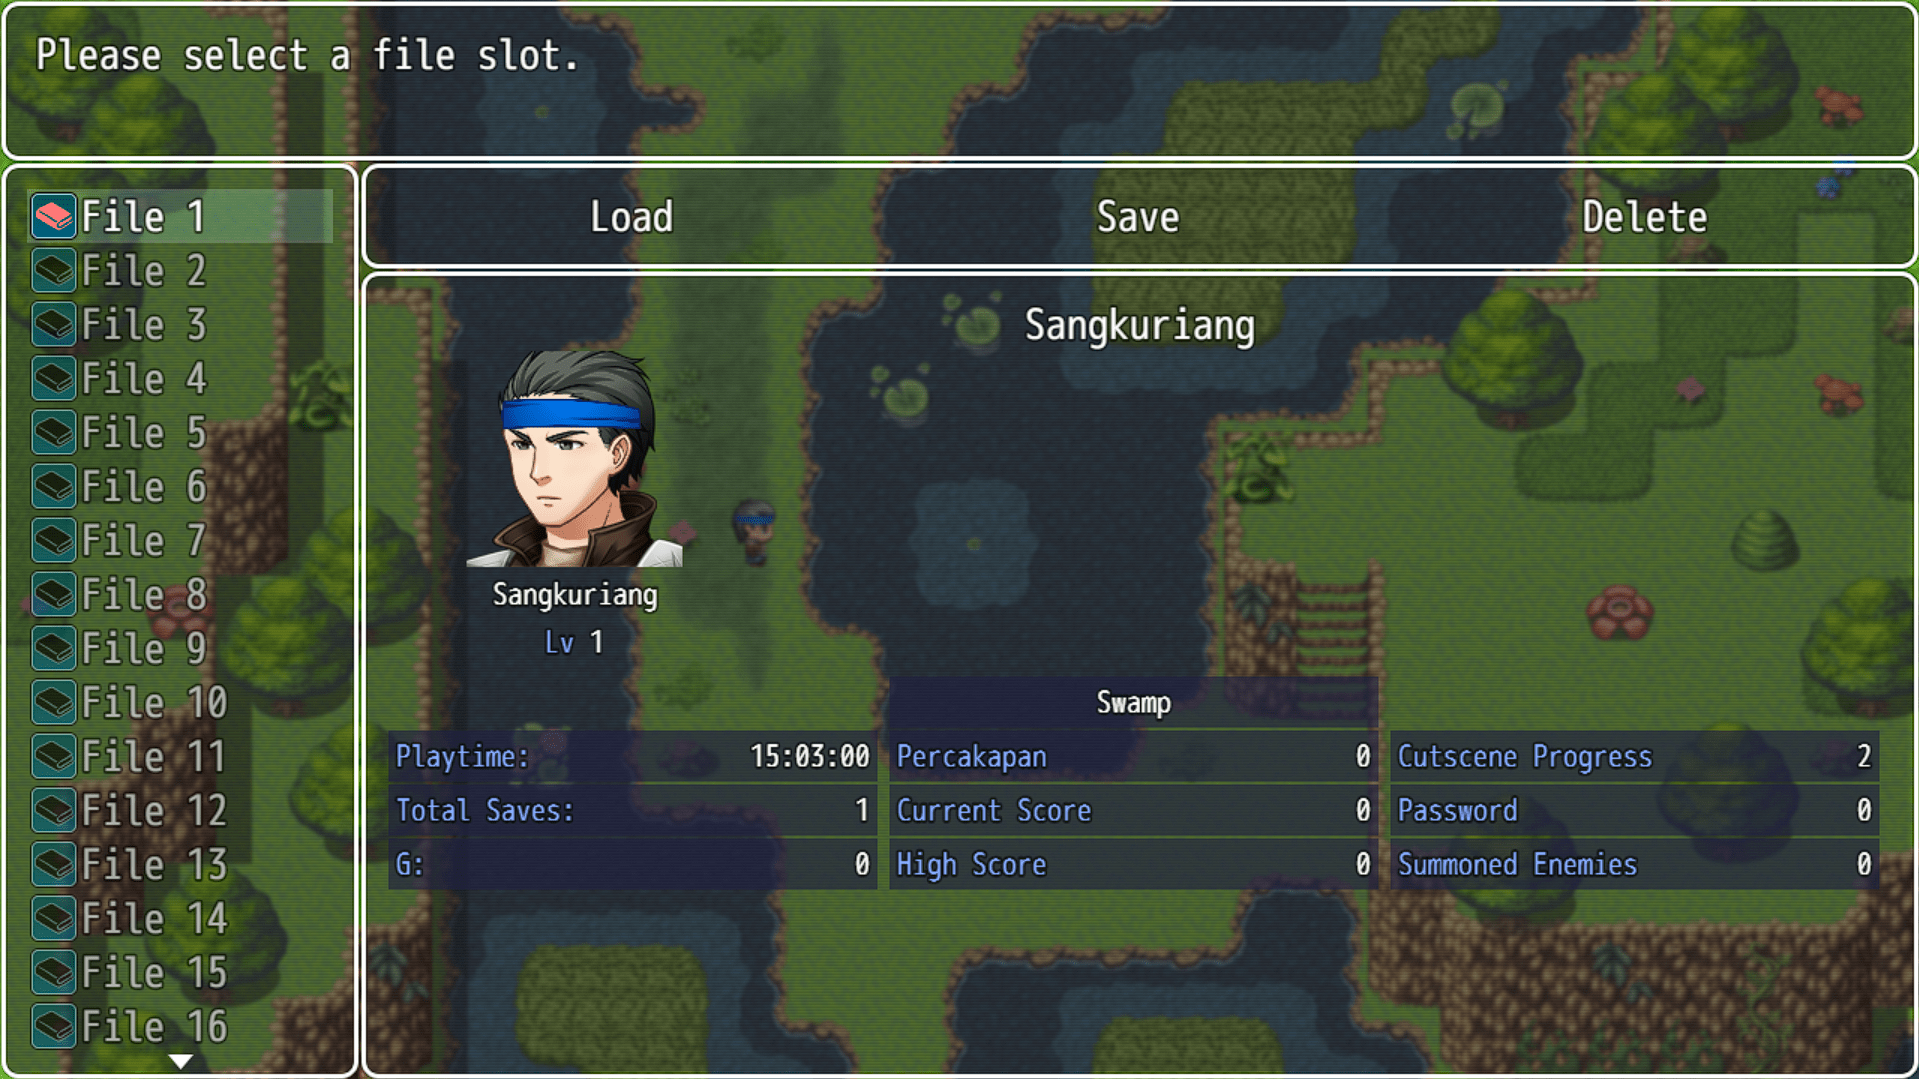 Please select a file slot.
File 1
File 2
File 3
File 4
File 5
File 6
File 7
File 8
File 9
File 10
File 11
File 12
File 13
File 14
File 15
File 16
Load Save Delete
Sangkuriang
Sangkuriang
Lv 1
Swamp
Playtime: 15:03:00 Percakapan 0 Cutscene Progress 2
Total Saves: 1 Current Score 0 Password 0
G: 0 High Score 0 Summoned Enemies 0